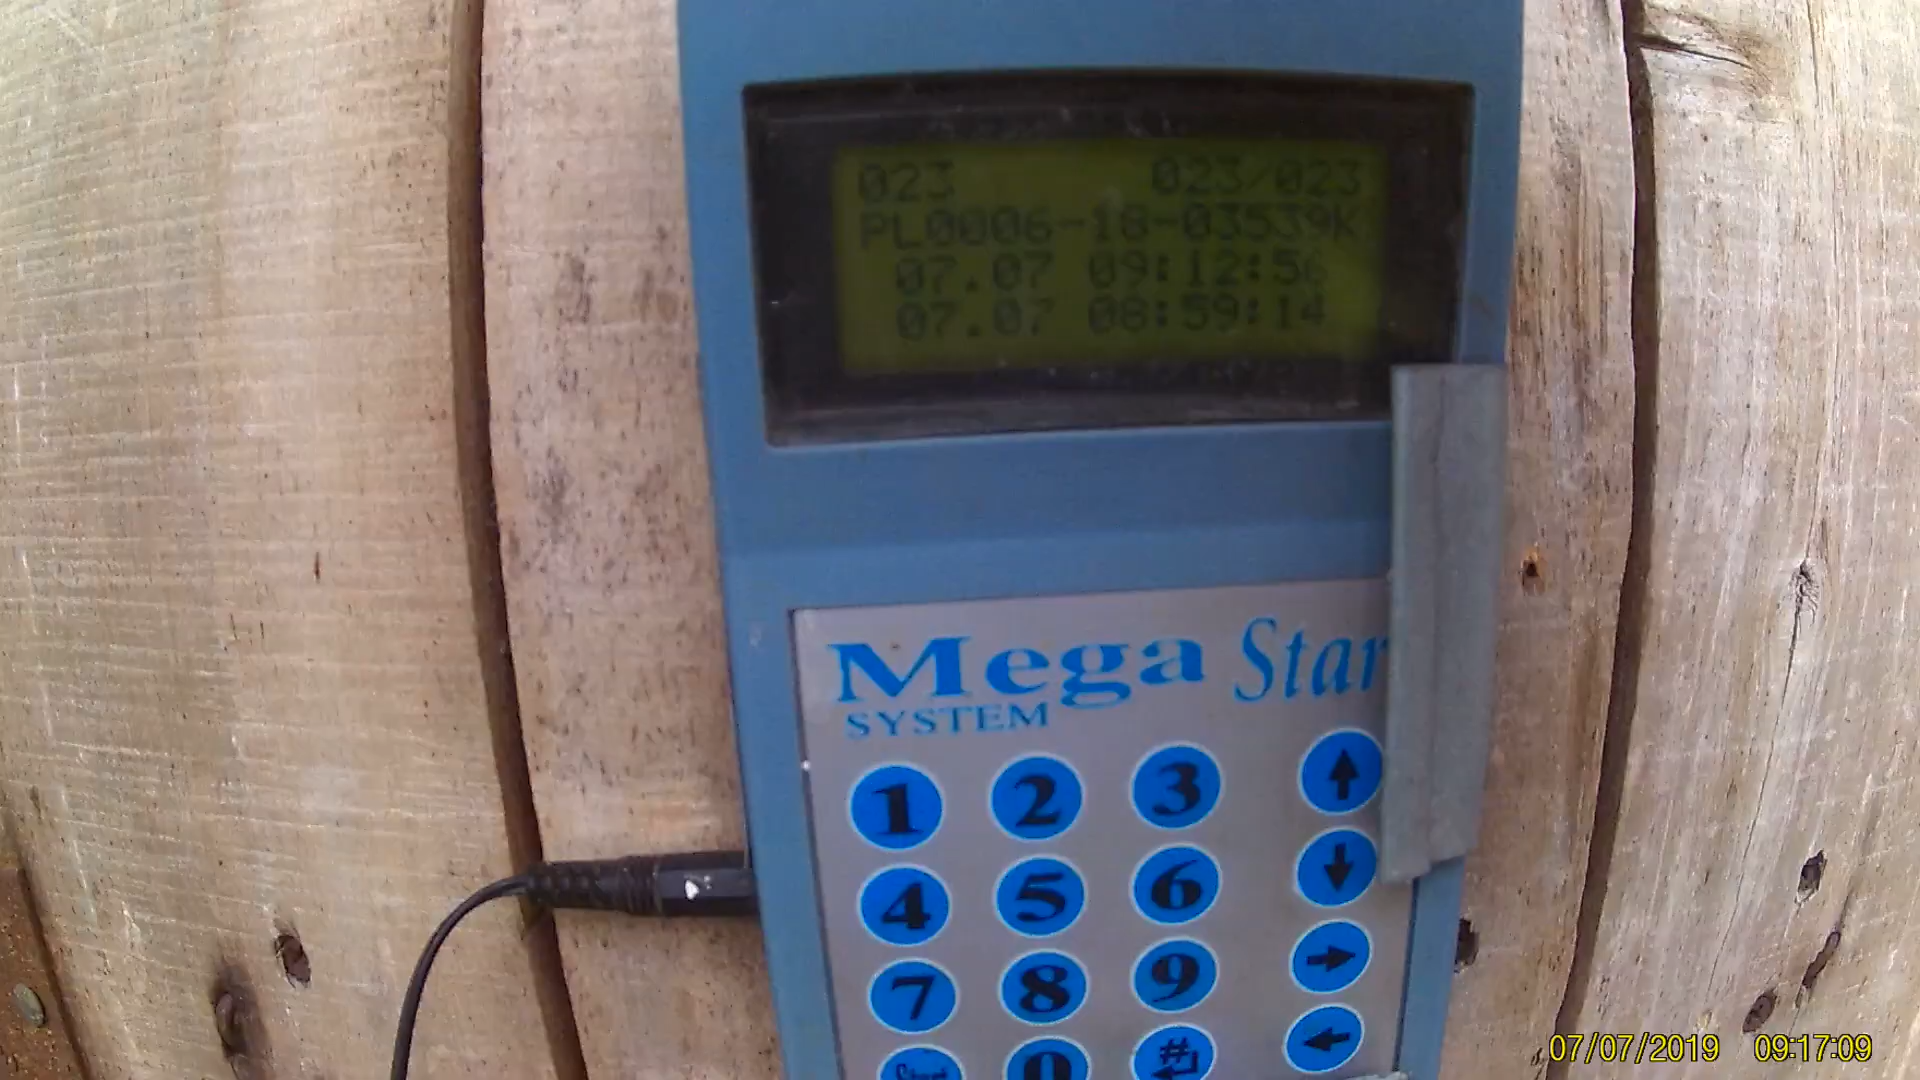 023 023/023
PL0006-18-03539K
07.07 09:12:56
07.07 08:59:14
Mega Star
SYSTEM
1 2 3
4 5 6
7 8 9
Start 0 #
07/07/2019 09:17:09